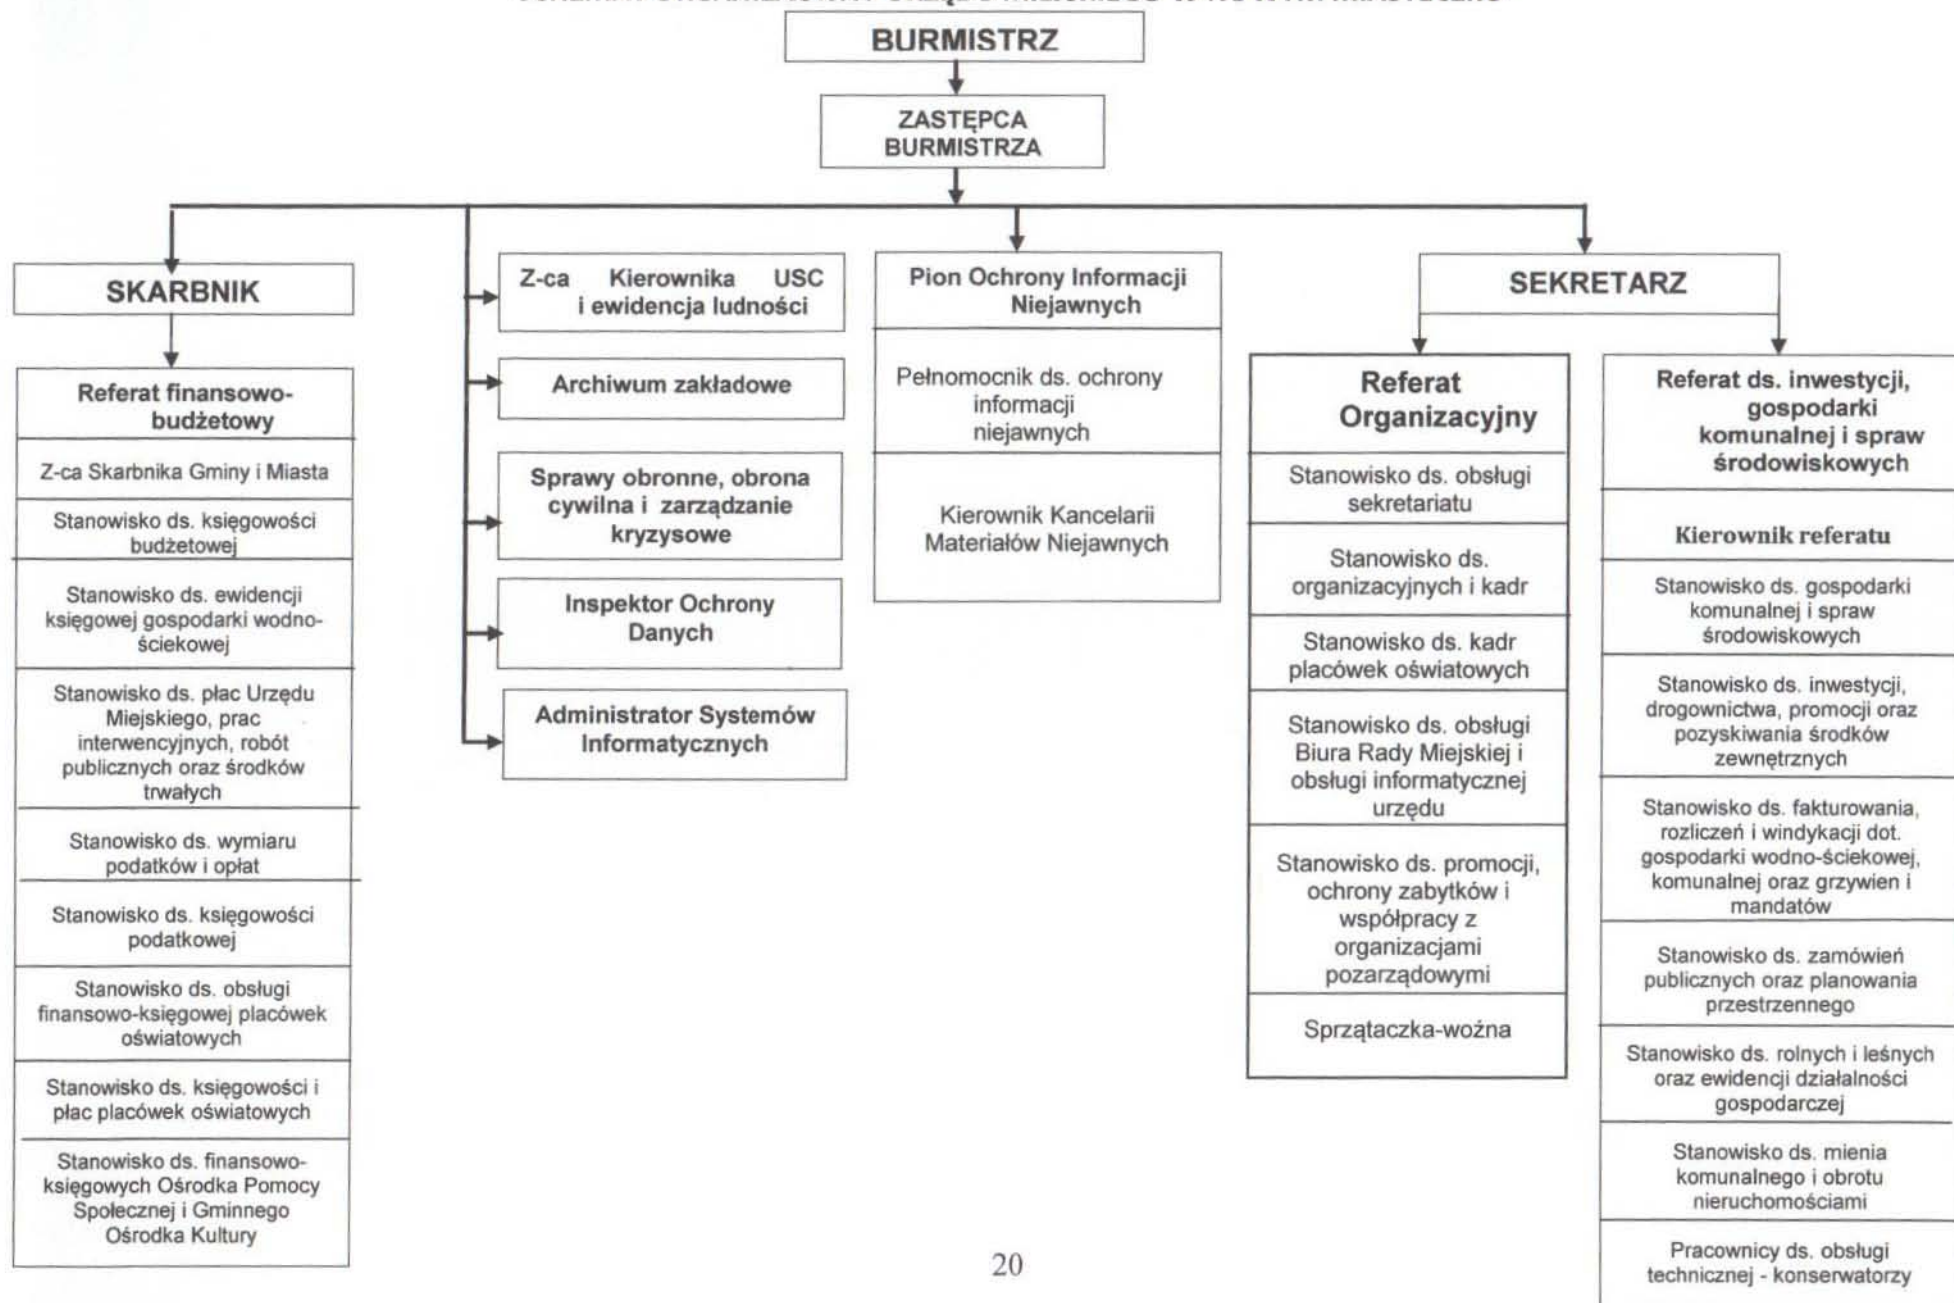 BURMISTRZ
ZASTĘPCA
BURMISTRZA
SKARBNIK
Referat finansowo-
budżetowy
Z-ca Skarbnika Gminy i Miasta
Stanowisko ds. księgowości
budżetowej
Stanowisko ds. ewidencji
księgowej gospodarki wodno-
ściekowej
Stanowisko ds. płac Urzędu
Miejskiego, prac
interwencyjnych, robót
publicznych oraz środków
trwałych
Stanowisko ds. wymiaru
podatków i opłat
Stanowisko ds. księgowości
podatkowej
Stanowisko ds. obsługi
finansowo-księgowej placówek
oświatowych
Stanowisko ds. księgowości i
płac placówek oświatowych
Stanowisko ds. finansowo-
księgowych Ośrodka Pomocy
Społecznej i Gminnego
Ośrodka Kultury
Z-ca Kierownika USC
i ewidencja ludności
Archiwum zakładowe
Sprawy obronne, obrona
cywilna i zarządzanie
kryzysowe
Inspektor Ochrony
Danych
Administrator Systemów
Informatycznych
Pion Ochrony Informacji
Niejawnych
Pełnomocnik ds. ochrony
informacji
niejawnych
Kierownik Kancelarii
Materiałów Niejawnych
SEKRETARZ
Referat
Organizacyjny
Stanowisko ds. obsługi
sekretariatu
Stanowisko ds.
organizacyjnych i kadr
Stanowisko ds. kadr
placówek oświatowych
Stanowisko ds. obsługi
Biura Rady Miejskiej i
obsługi informatycznej
urzędu
Stanowisko ds. promocji,
ochrony zabytków i
współpracy z
organizacjami
pozarządowymi
Sprzątaczka-woźna
Referat ds. inwestycji,
gospodarki
komunalnej i spraw
środowiskowych
Kierownik referatu
Stanowisko ds. gospodarki
komunalnej i spraw
środowiskowych
Stanowisko ds. inwestycji,
drogownictwa, promocji oraz
pozyskiwania środków
zewnętrznych
Stanowisko ds. fakturowania,
rozliczeń i windykacji dot.
gospodarki wodno-ściekowej,
komunalnej oraz grzywien i
mandatów
Stanowisko ds. zamówień
publicznych oraz planowania
przestrzennego
Stanowisko ds. rolnych i leśnych
oraz ewidencji działalności
gospodarczej
Stanowisko ds. mienia
komunalnego i obrotu
nieruchomościami
Pracownicy ds. obsługi
technicznej - konserwatorzy
20